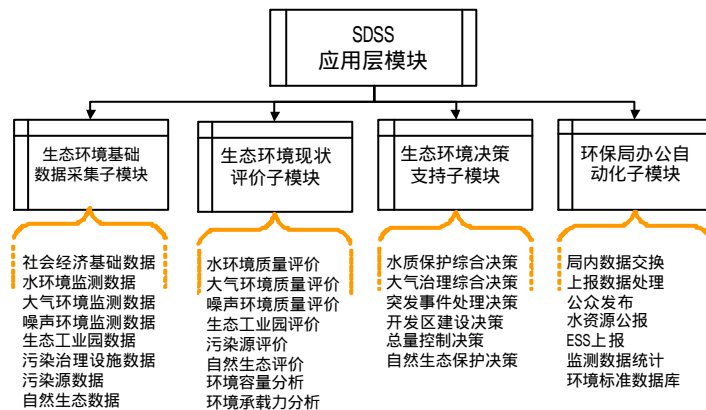 SDSS
应用层模块
生态环境基础
数据采集子模块
生态环境现状
评价子模块
生态环境决策
支持子模块
环保局办公自
动化子模块
社会经济基础数据
水环境监测数据
大气环境监测数据
噪声环境监测数据
生态工业园数据
污染治理设施数据
污染源数据
自然生态数据
水环境质量评价
大气环境质量评价
噪声环境质量评价
生态工业园评价
污染源评价
自然生态评价
环境容量分析
环境承载力分析
水质保护综合决策
大气治理综合决策
突发事件处理决策
开发区建设决策
总量控制决策
自然生态保护决策
局内数据交换
上报数据处理
公众发布
水资源公报
ESS上报
监测数据统计
环境标准数据库